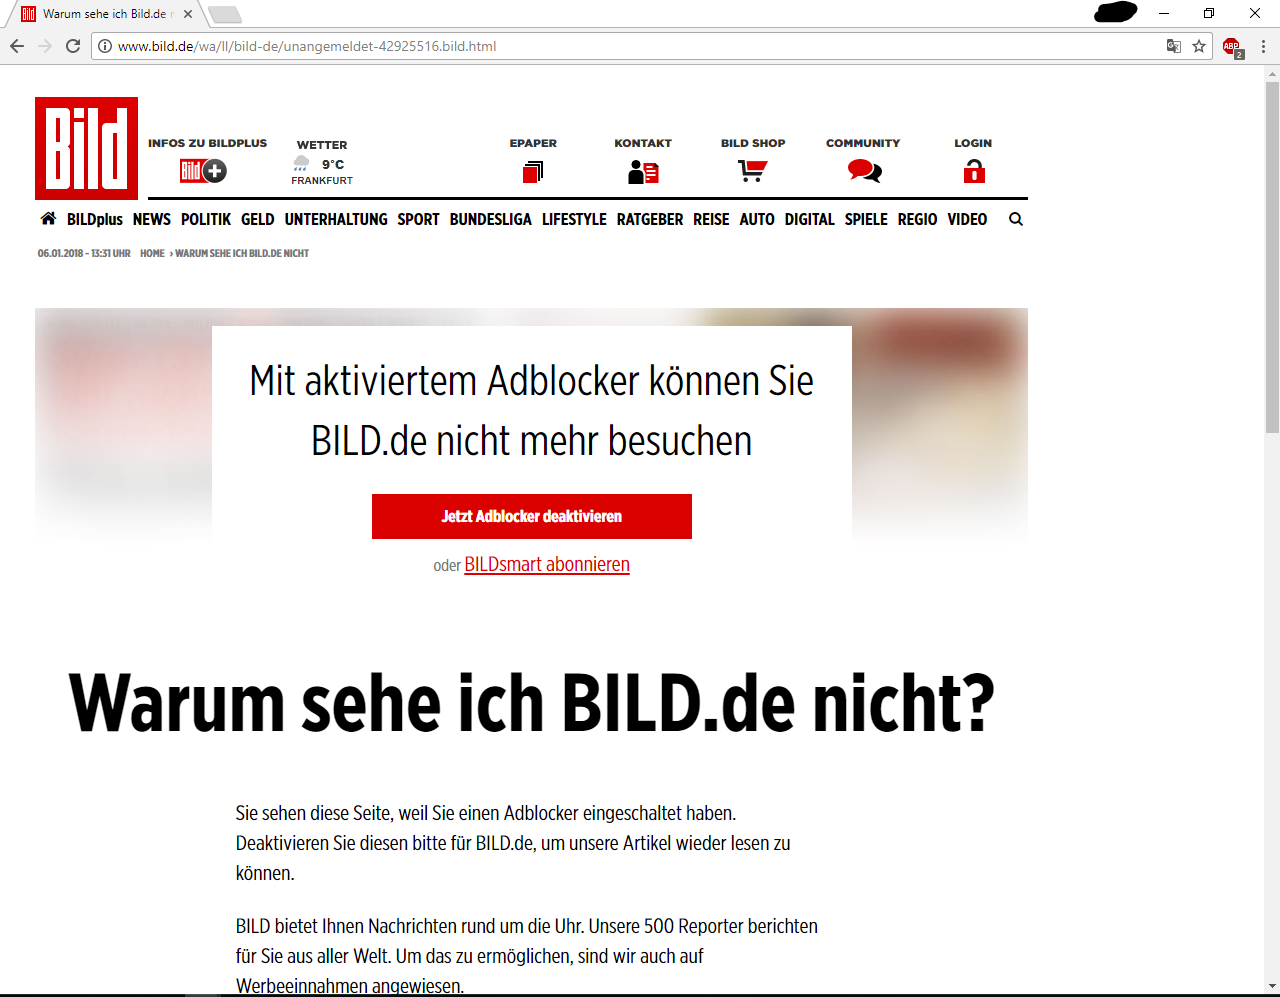 Warum sehe ich Bild.de n
www.bild.de/wa/ll/bild-de/unangemeldet-42925516.bild.html
ABP
2
Bild
INFOS ZU BILDPLUS
Bild +
WETTER
9°C
FRANKFURT
EPAPER
KONTAKT
BILD SHOP
COMMUNITY
LOGIN
BILDplus NEWS POLITIK GELD UNTERHALTUNG SPORT BUNDESLIGA LIFESTYLE RATGEBER REISE AUTO DIGITAL SPIELE REGIO VIDEO
06.01.2018 - 13:31 UHR HOME › WARUM SEHE ICH BILD.DE NICHT
Mit aktiviertem Adblocker können Sie
BILD.de nicht mehr besuchen
Jetzt Adblocker deaktivieren
oder BILDsmart abonnieren
Warum sehe ich BILD.de nicht?
Sie sehen diese Seite, weil Sie einen Adblocker eingeschaltet haben.
Deaktivieren Sie diesen bitte für BILD.de, um unsere Artikel wieder lesen zu
können.
BILD bietet Ihnen Nachrichten rund um die Uhr. Unsere 500 Reporter berichten
für Sie aus aller Welt. Um das zu ermöglichen, sind wir auch auf
Werbeeinnahmen angewiesen.